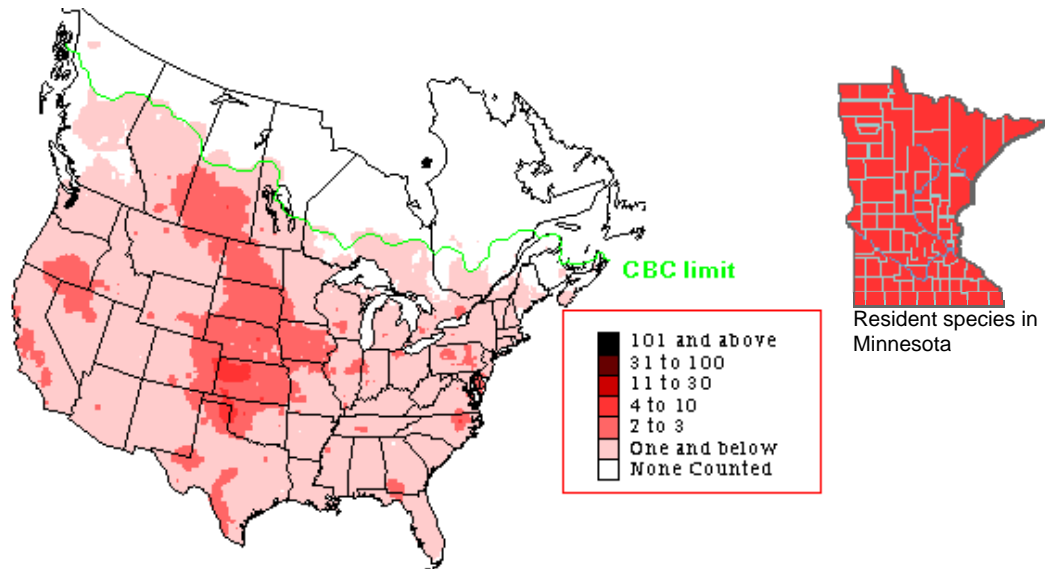 CBC limit
101 and above
31 to 100
11 to 30
4 to 10
2 to 3
One and below
None Counted
Resident species in
Minnesota